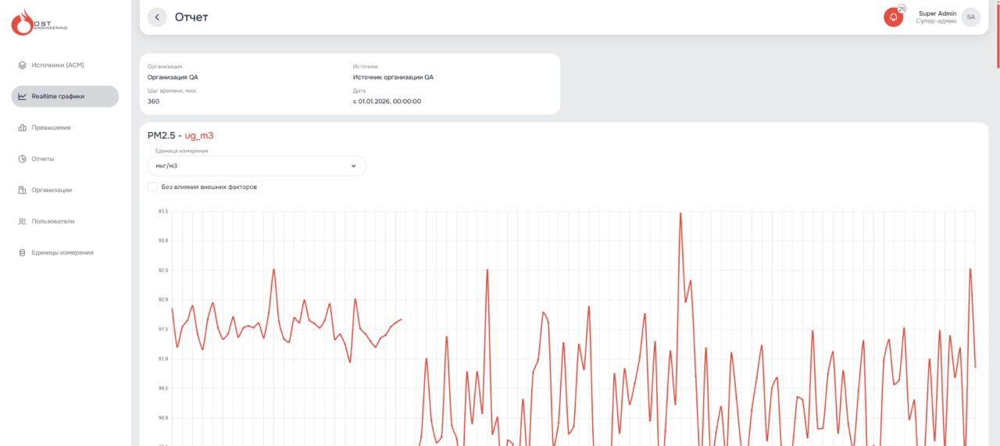 OST
ENGINEERING
Отчет
25
Super Admin
Супер-админ
SA
Источники (АСМ)
Realtime графики
Превышения
Отчеты
Организации
Пользователи
Единицы измерения
Организация
Организация QA
Источник
Источник организации QA
Шаг времени, мин.
360
Дата
с 01.01.2026, 00:00:00
PM2.5 - ug_m3
Единица измерения
мкг/м3
Без влияния внешних факторов
93,5
93,0
92,5
92,0
91,5
91,0
90,5
90,0